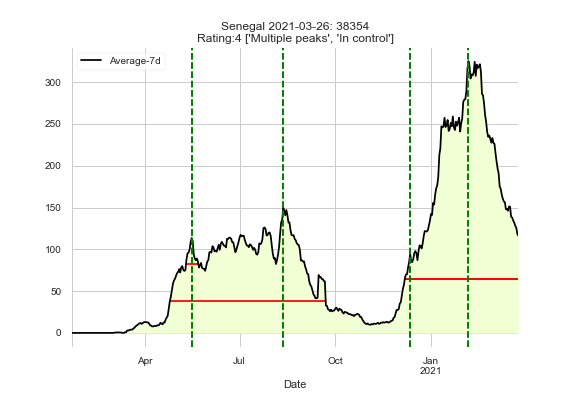 Senegal 2021-03-26: 38354
Rating:4 ['Multiple peaks', 'In control']
Average-7d
300
250
200
150
100
50
0
Apr
Jul
Oct
Jan
2021
Date